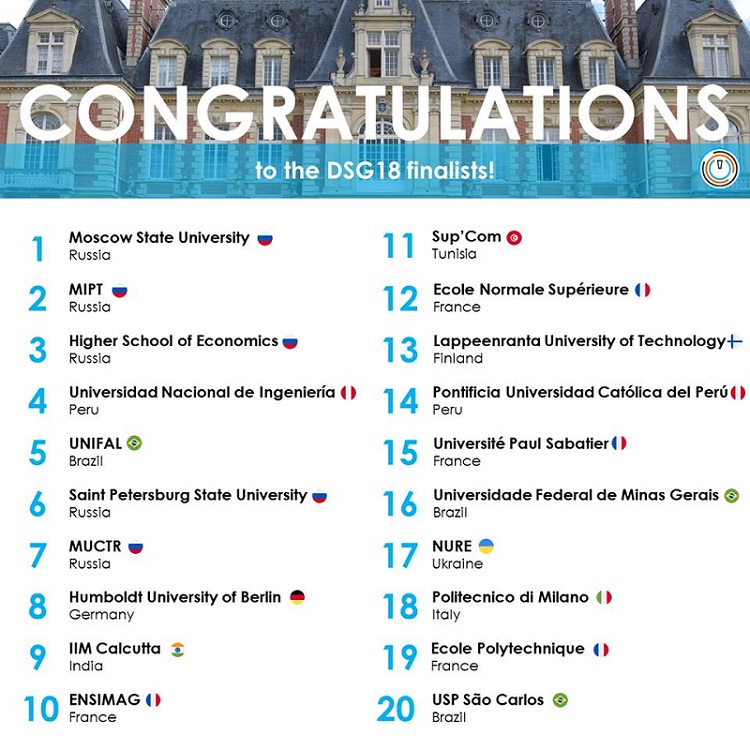 CONGRATULATIONS
to the DSG18 finalists!
1 Moscow State University
Russia
2 MIPT
Russia
3 Higher School of Economics
Russia
4 Universidad Nacional de Ingeniería
Peru
5 UNIFAL
Brazil
6 Saint Petersburg State University
Russia
7 MUCTR
Russia
8 Humboldt University of Berlin
Germany
9 IIM Calcutta
India
10 ENSIMAG
France
11 Sup'Com
Tunisia
12 Ecole Normale Supérieure
France
13 Lappeenranta University of Technology
Finland
14 Pontificia Universidad Católica del Perú
Peru
15 Université Paul Sabatier
France
16 Universidade Federal de Minas Gerais
Brazil
17 NURE
Ukraine
18 Politecnico di Milano
Italy
19 Ecole Polytechnique
France
20 USP São Carlos
Brazil